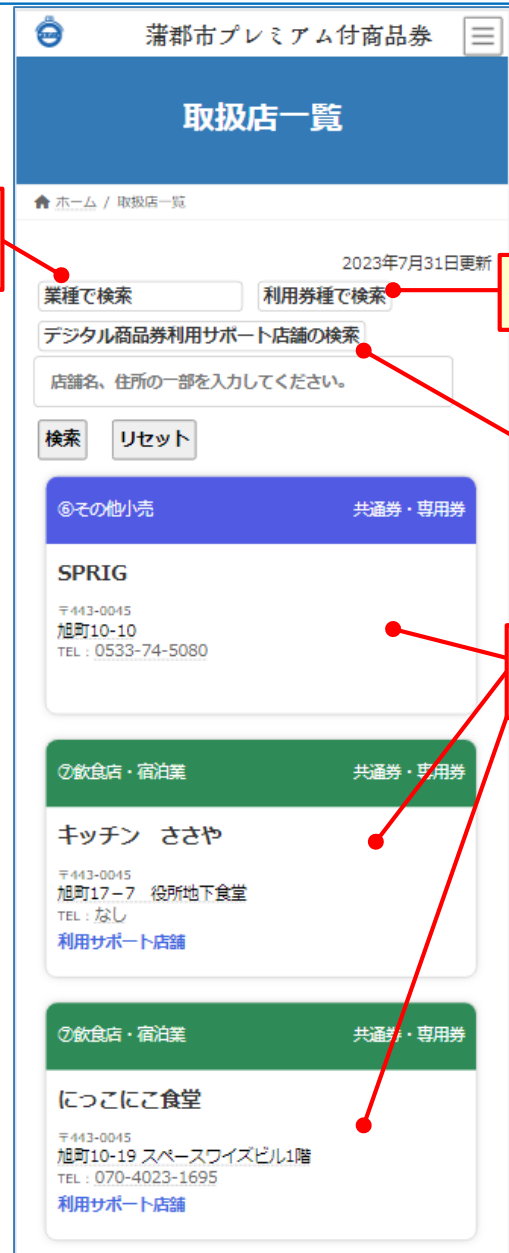 蒲郡市プレミアム付商品券
取扱店一覧
ホーム / 取扱店一覧
2023年7月31日更新
業種で検索 利用券種で検索
デジタル商品券利用サポート店舗の検索
店舗名、住所の一部を入力してください。
検索 リセット
⑥その他小売 共通券・専用券
SPRIG
〒443-0045
旭町10-10
TEL : 0533-74-5080
⑦飲食店・宿泊業 共通券・専用券
キッチン　ささや
〒443-0045
旭町17−7　役所地下食堂
TEL : なし
利用サポート店舗
⑦飲食店・宿泊業 共通券・専用券
にっこにこ食堂
〒443-0045
旭町10-19 スペースワイズビル1階
TEL : 070-4023-1695
利用サポート店舗